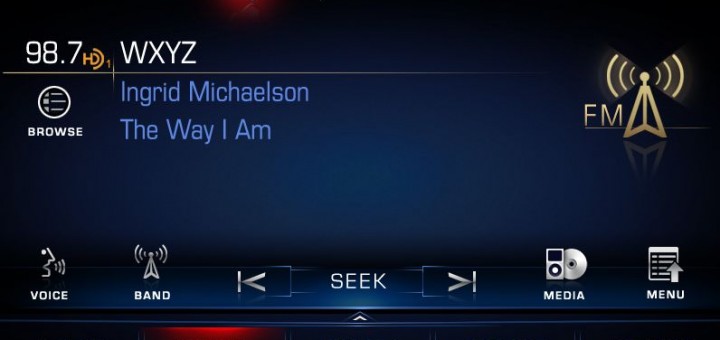 98.7 HD1 WXYZ
Ingrid Michaelson
The Way I Am
BROWSE
FM
VOICE
BAND
SEEK
MEDIA
MENU